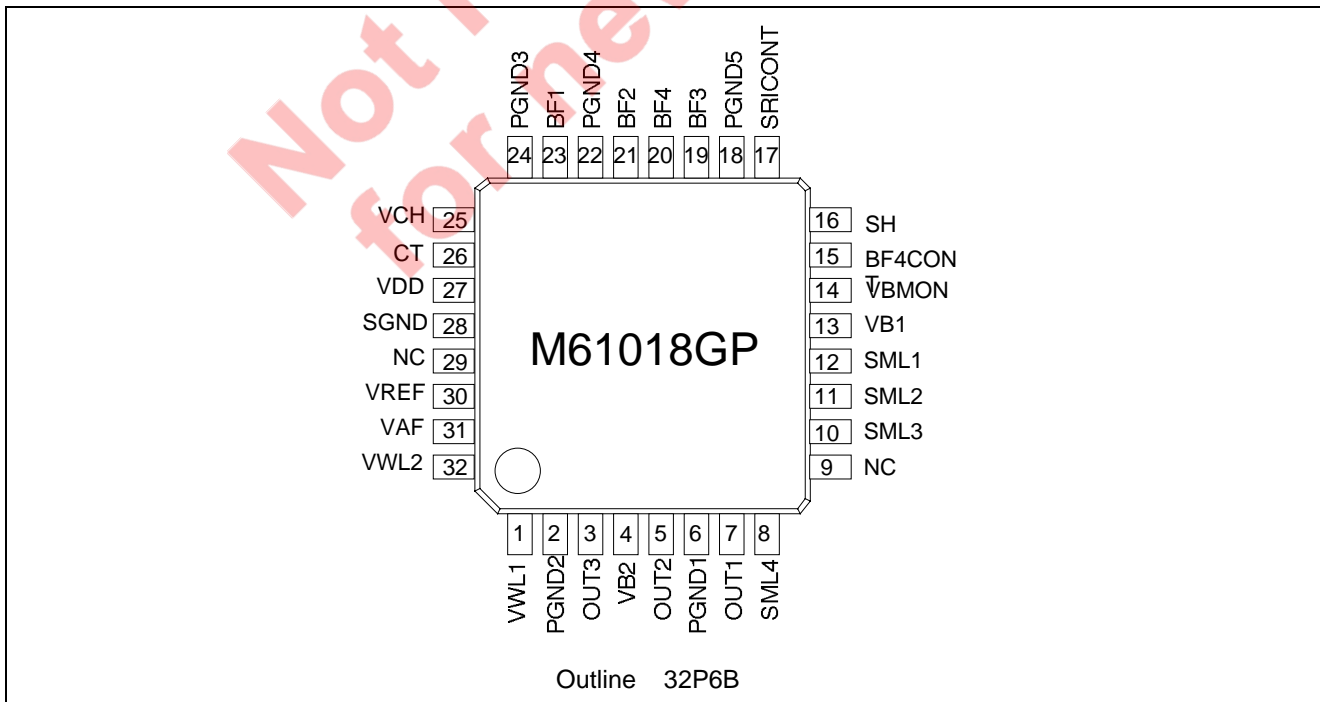 Not
for new
PGND3
BF1
PGND4
BF2
BF4
BF3
PGND5
SRICONT
24
23
22
21
20
19
18
17
VCH 25
CT 26
VDD 27
SGND 28
NC 29
VREF 30
VAF 31
VWL2 32
M61018GP
16 SH
15 BF4CON
T
14 VBMON
13 VB1
12 SML1
11 SML2
10 SML3
9 NC
1
2
3
4
5
6
7
8
VWL1
PGND2
OUT3
VB2
OUT2
PGND1
OUT1
SML4
Outline 32P6B